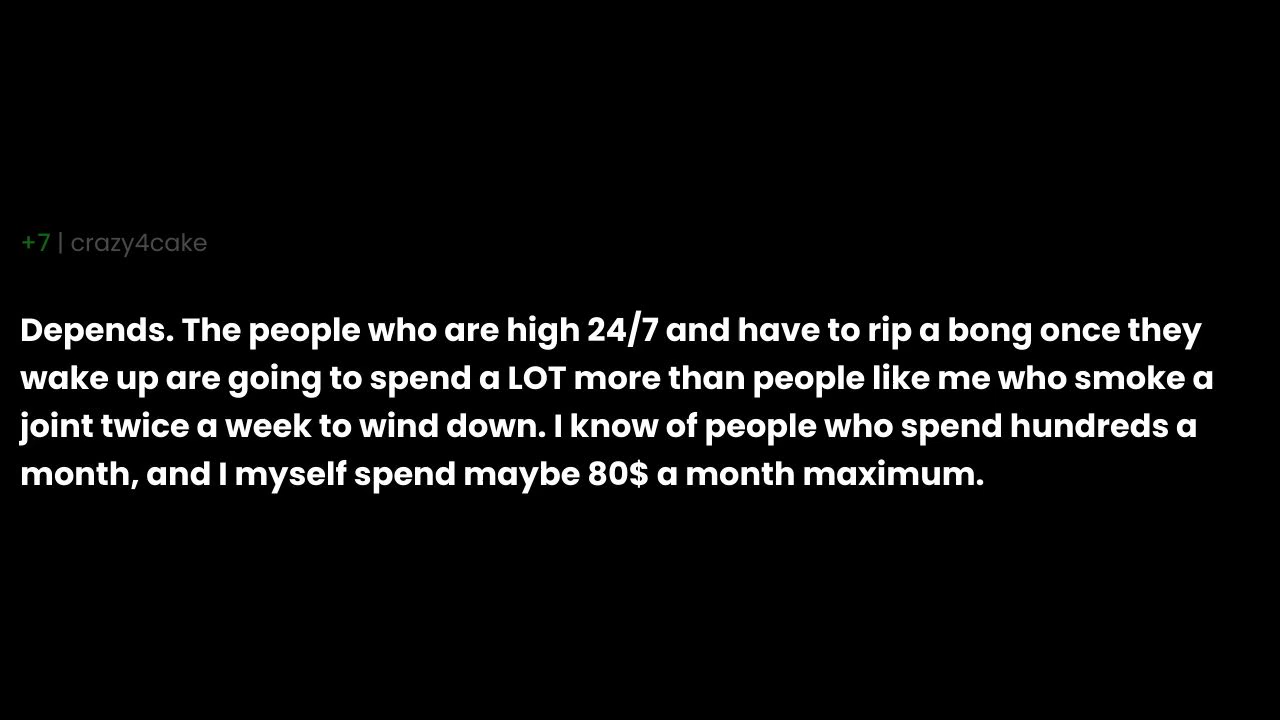 +7 | crazy4cake
Depends. The people who are high 24/7 and have to rip a bong once they
wake up are going to spend a LOT more than people like me who smoke a
joint twice a week to wind down. I know of people who spend hundreds a
month, and I myself spend maybe 80$ a month maximum.